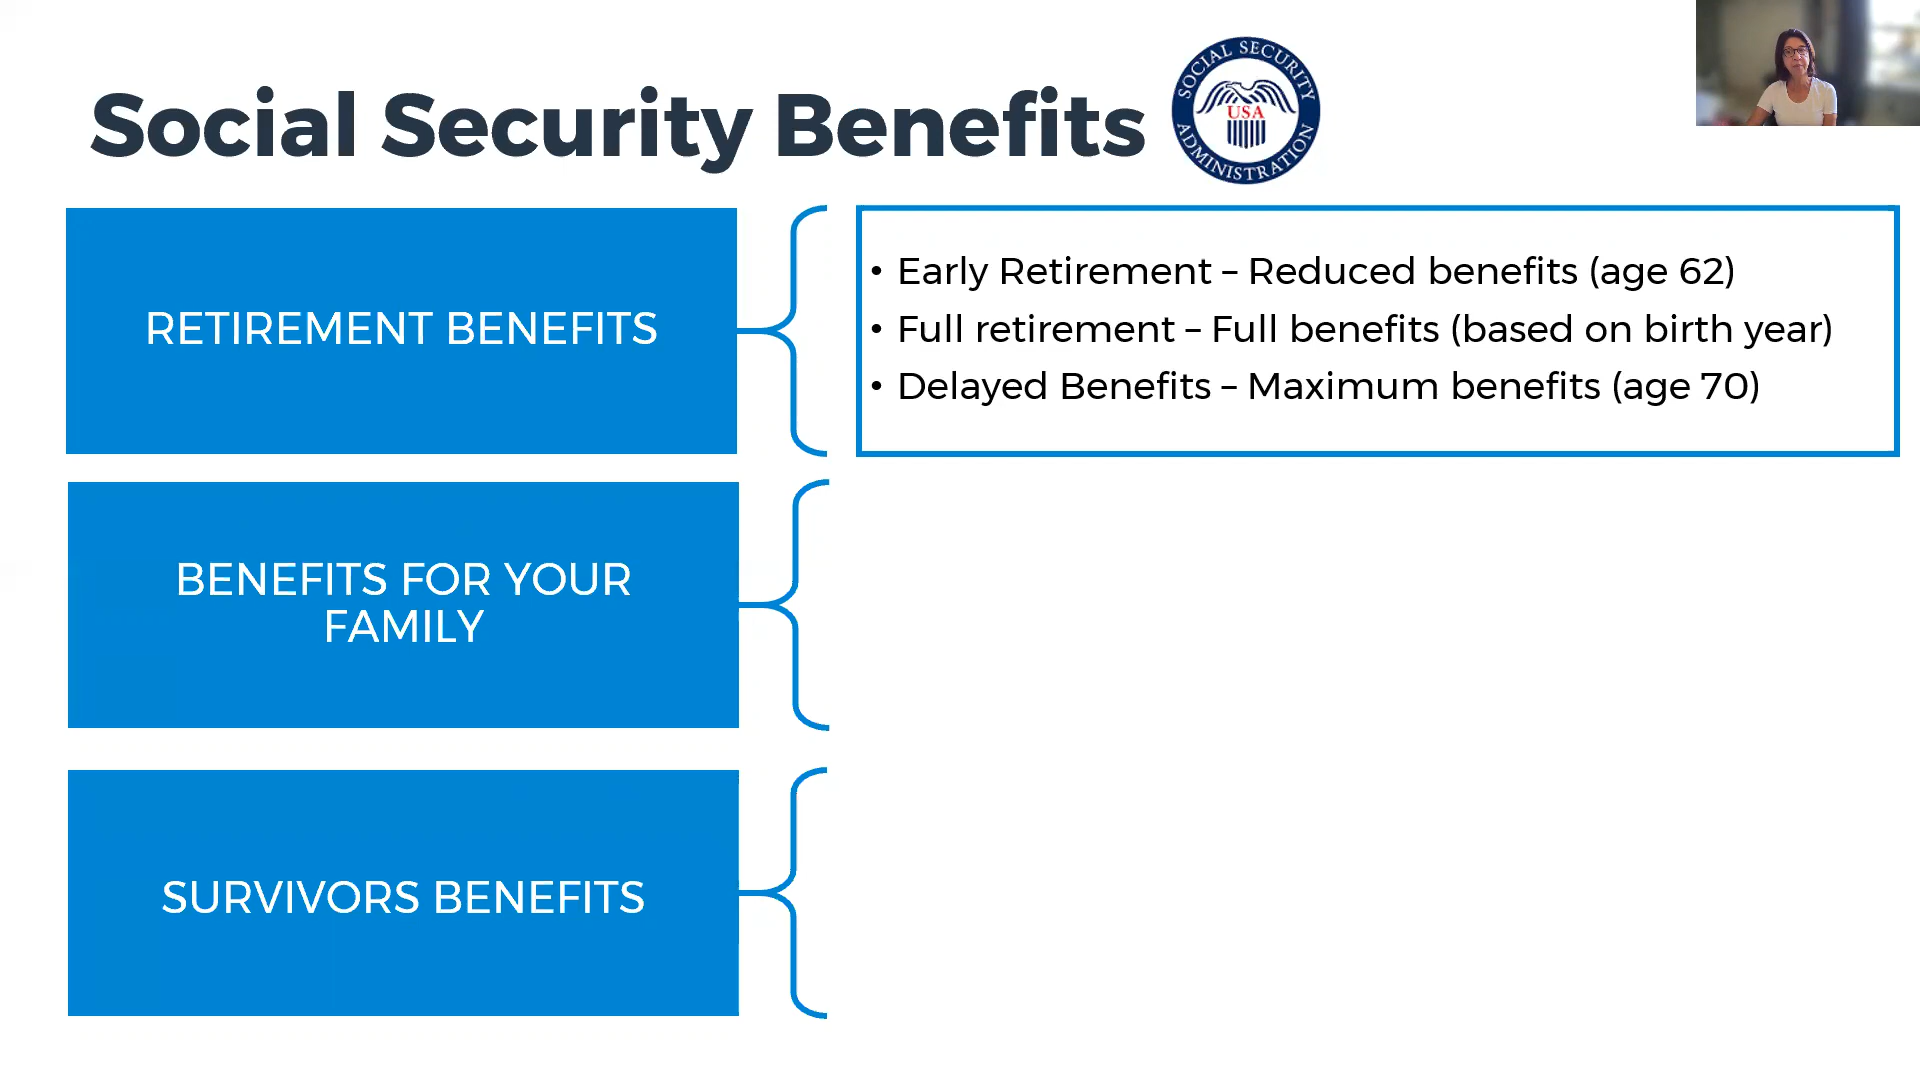 Social Security Benefits
SOCIAL SECURITY
USA
ADMINISTRATION
RETIREMENT BENEFITS
• Early Retirement – Reduced benefits (age 62)
• Full retirement – Full benefits (based on birth year)
• Delayed Benefits – Maximum benefits (age 70)
BENEFITS FOR YOUR
FAMILY
SURVIVORS BENEFITS